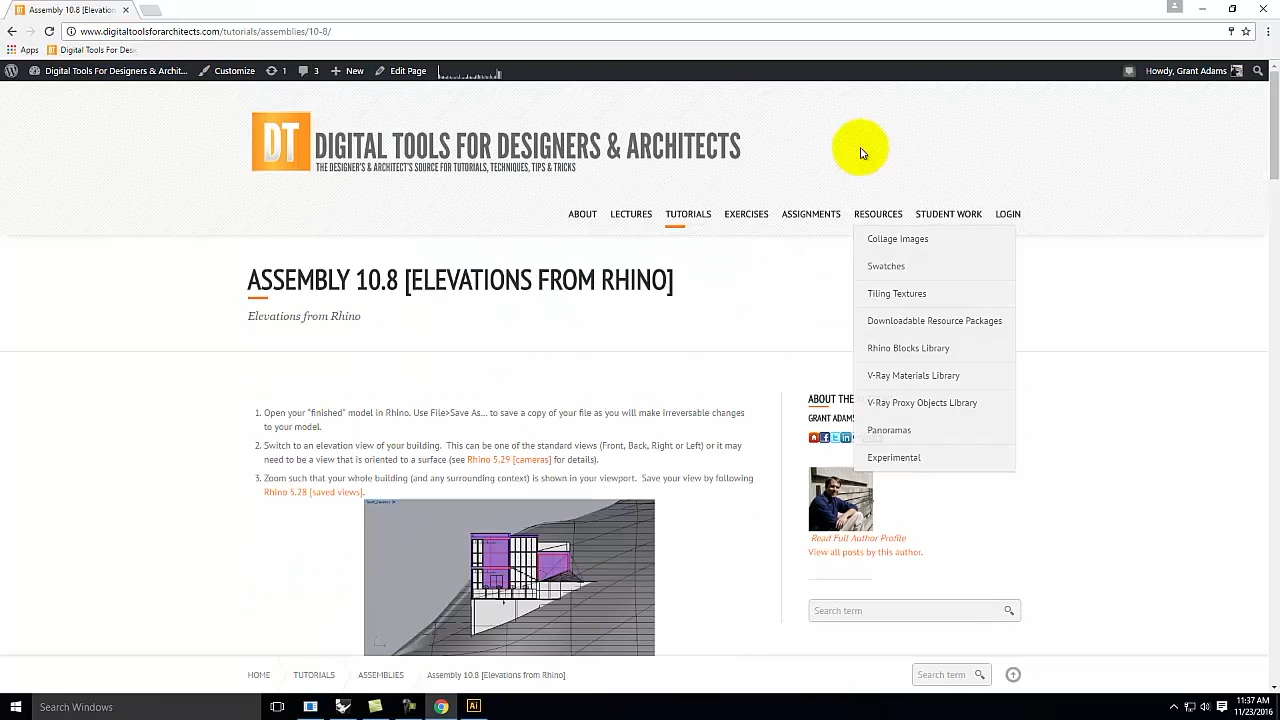 Assembly 10.8 [Elevation
www.digitaltoolsforarchitects.com/tutorials/assemblies/10-8/
Apps Digital Tools For Desi
Digital Tools For Designers & Archit... Customize 1 3 New Edit Page Howdy, Grant Adams
DT DIGITAL TOOLS FOR DESIGNERS & ARCHITECTS
THE DESIGNER'S & ARCHITECT'S SOURCE FOR TUTORIALS, TECHNIQUES, TIPS & TRICKS
ABOUT LECTURES TUTORIALS EXERCISES ASSIGNMENTS RESOURCES STUDENT WORK LOGIN
Collage Images
Swatches
Tiling Textures
Downloadable Resource Packages
Rhino Blocks Library
V-Ray Materials Library
V-Ray Proxy Objects Library
Panoramas
Experimental
ASSEMBLY 10.8 [ELEVATIONS FROM RHINO]
Elevations from Rhino
1. Open your "finished" model in Rhino. Use File>Save As... to save a copy of your file as you will make irreversable changes
to your model.
2. Switch to an elevation view of your building. This can be one of the standard views (Front, Back, Right or Left) or it may
need to be a view that is oriented to a surface (see Rhino 5.29 [cameras] for details).
3. Zoom such that your whole building (and any surrounding context) is shown in your viewport. Save your view by following
Rhino 5.28 [saved views].
ABOUT THE
GRANT ADAMS
Read Full Author Profile
View all posts by this author.
Search term
HOME TUTORIALS ASSEMBLIES Assembly 10.8 [Elevations from Rhino]
Search term
Search Windows
Ai
11:37 AM
11/23/2016